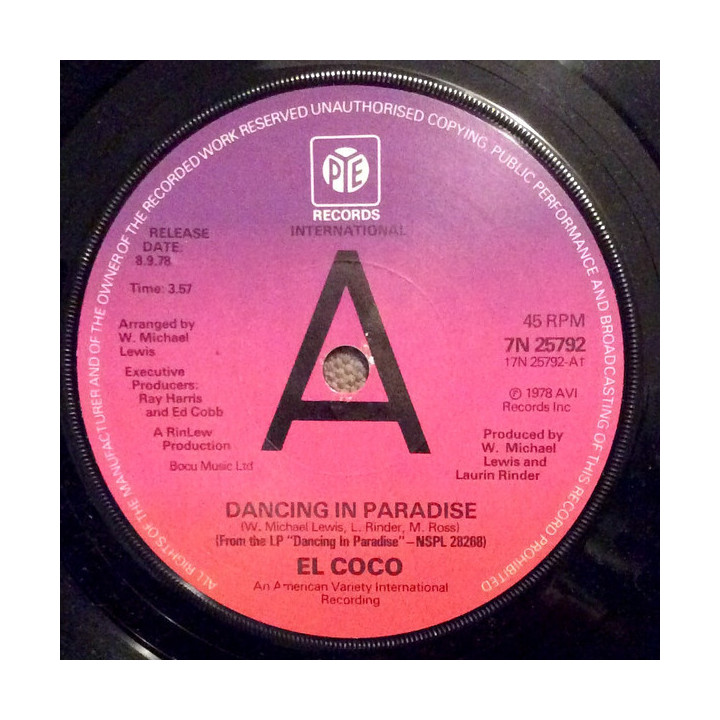 ALL RIGHTS OF THE MANUFACTURER AND OF THE OWNER OF THE RECORDED WORK RESERVED UNAUTHORISED COPYING, PUBLIC PERFORMANCE AND BROADCASTING OF THIS RECORD PROHIBITED
PYE
RECORDS
INTERNATIONAL
RELEASE
DATE:
8.9.78
Time: 3.57
Arranged by
W. Michael
Lewis
Executive
Producers:
Ray Harris
and Ed Cobb
A RinLew
Production
Bocu Music Ltd
A
45 RPM
7N 25792
17N 25792-A†
℗ 1978 AVI
Records Inc
Produced by
W. Michael
Lewis and
Laurin Rinder
DANCING IN PARADISE
(W. Michael Lewis, L. Rinder, M. Ross)
(From the LP "Dancing In Paradise"—NSPL 28268)
EL COCO
An American Variety International
Recording